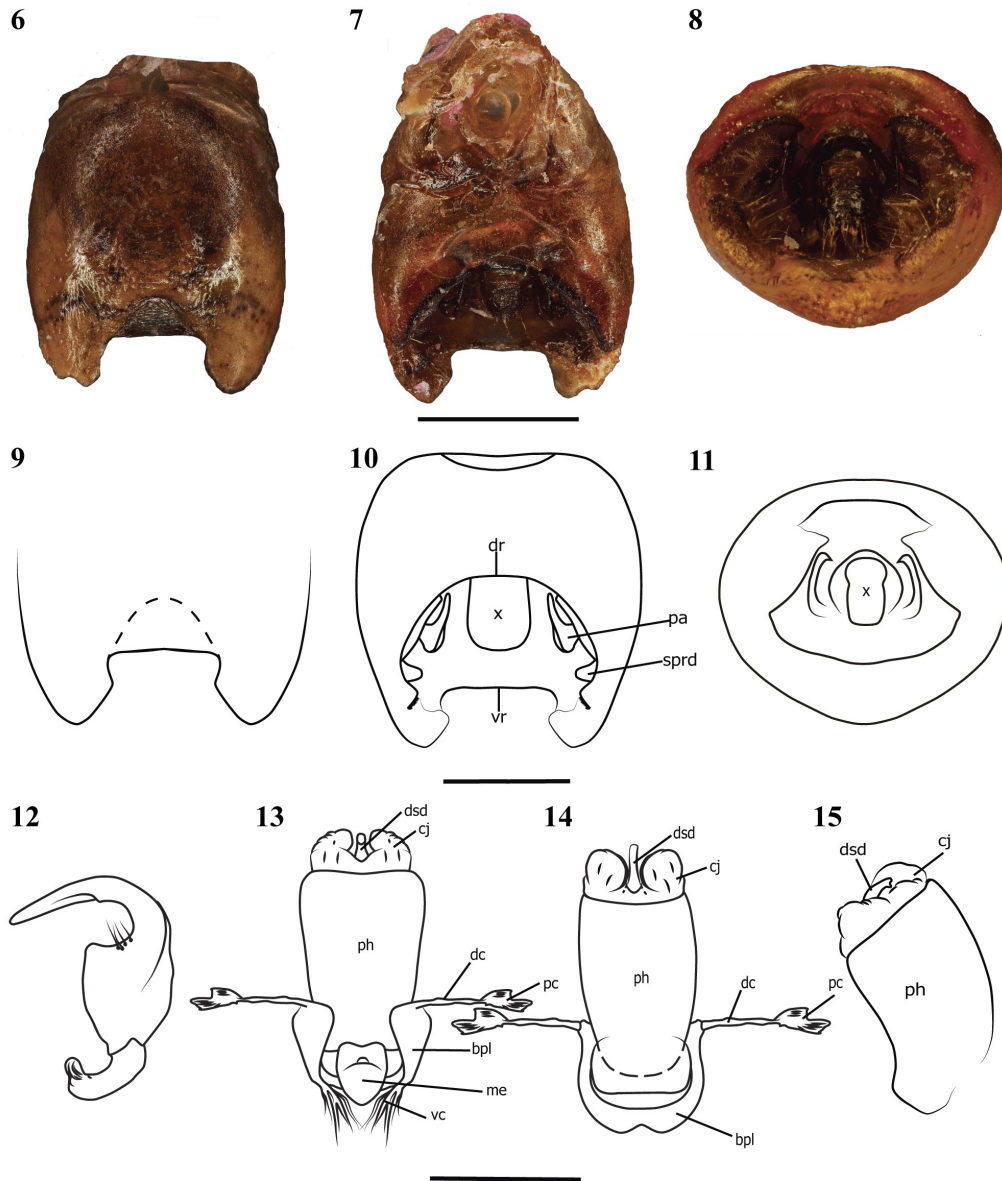 6 7 8
9 10 11
dr
x
x
pa
sprd
vr
12 13 14 15
dsd
cj
dsd
cj
dsd
cj
ph
ph
ph
dc
pc
dc
pc
bpl
me
vc
bpl